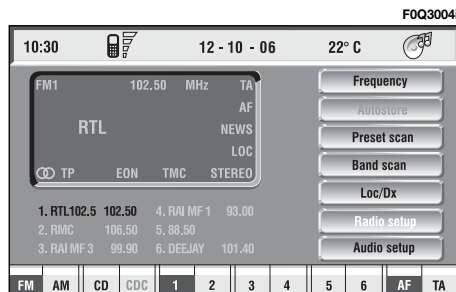 F0Q3004i
10:30 12 - 10 - 06 22° C
FM1 102.50 MHz TA
AF
RTL NEWS
LOC
TP EON TMC STEREO
Frequency
Autostore
Preset scan
Band scan
Loc/Dx
Radio setup
Audio setup
1. RTL102.5 102.50 4. RAI MF 1 93.00
2. RMC 106.50 5. 88.50
3. RAI MF 3 99.90 6. DEEJAY 101.40
FM AM CD CDC 1 2 3 4 5 6 AF TA